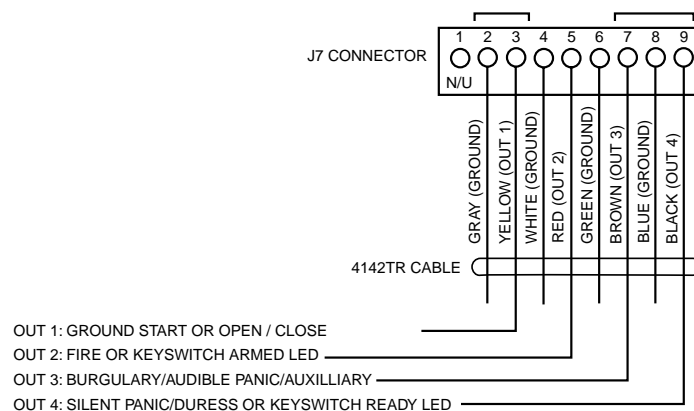 1 2 3 4 5 6 7 8 9
J7 CONNECTOR
N/U
GRAY (GROUND)
YELLOW (OUT 1)
WHITE (GROUND)
RED (OUT 2)
GREEN (GROUND)
BROWN (OUT 3)
BLUE (GROUND)
BLACK (OUT 4)
4142TR CABLE
OUT 1: GROUND START OR OPEN / CLOSE
OUT 2: FIRE OR KEYSWITCH ARMED LED
OUT 3: BURGULARY/AUDIBLE PANIC/AUXILLIARY
OUT 4: SILENT PANIC/DURESS OR KEYSWITCH READY LED